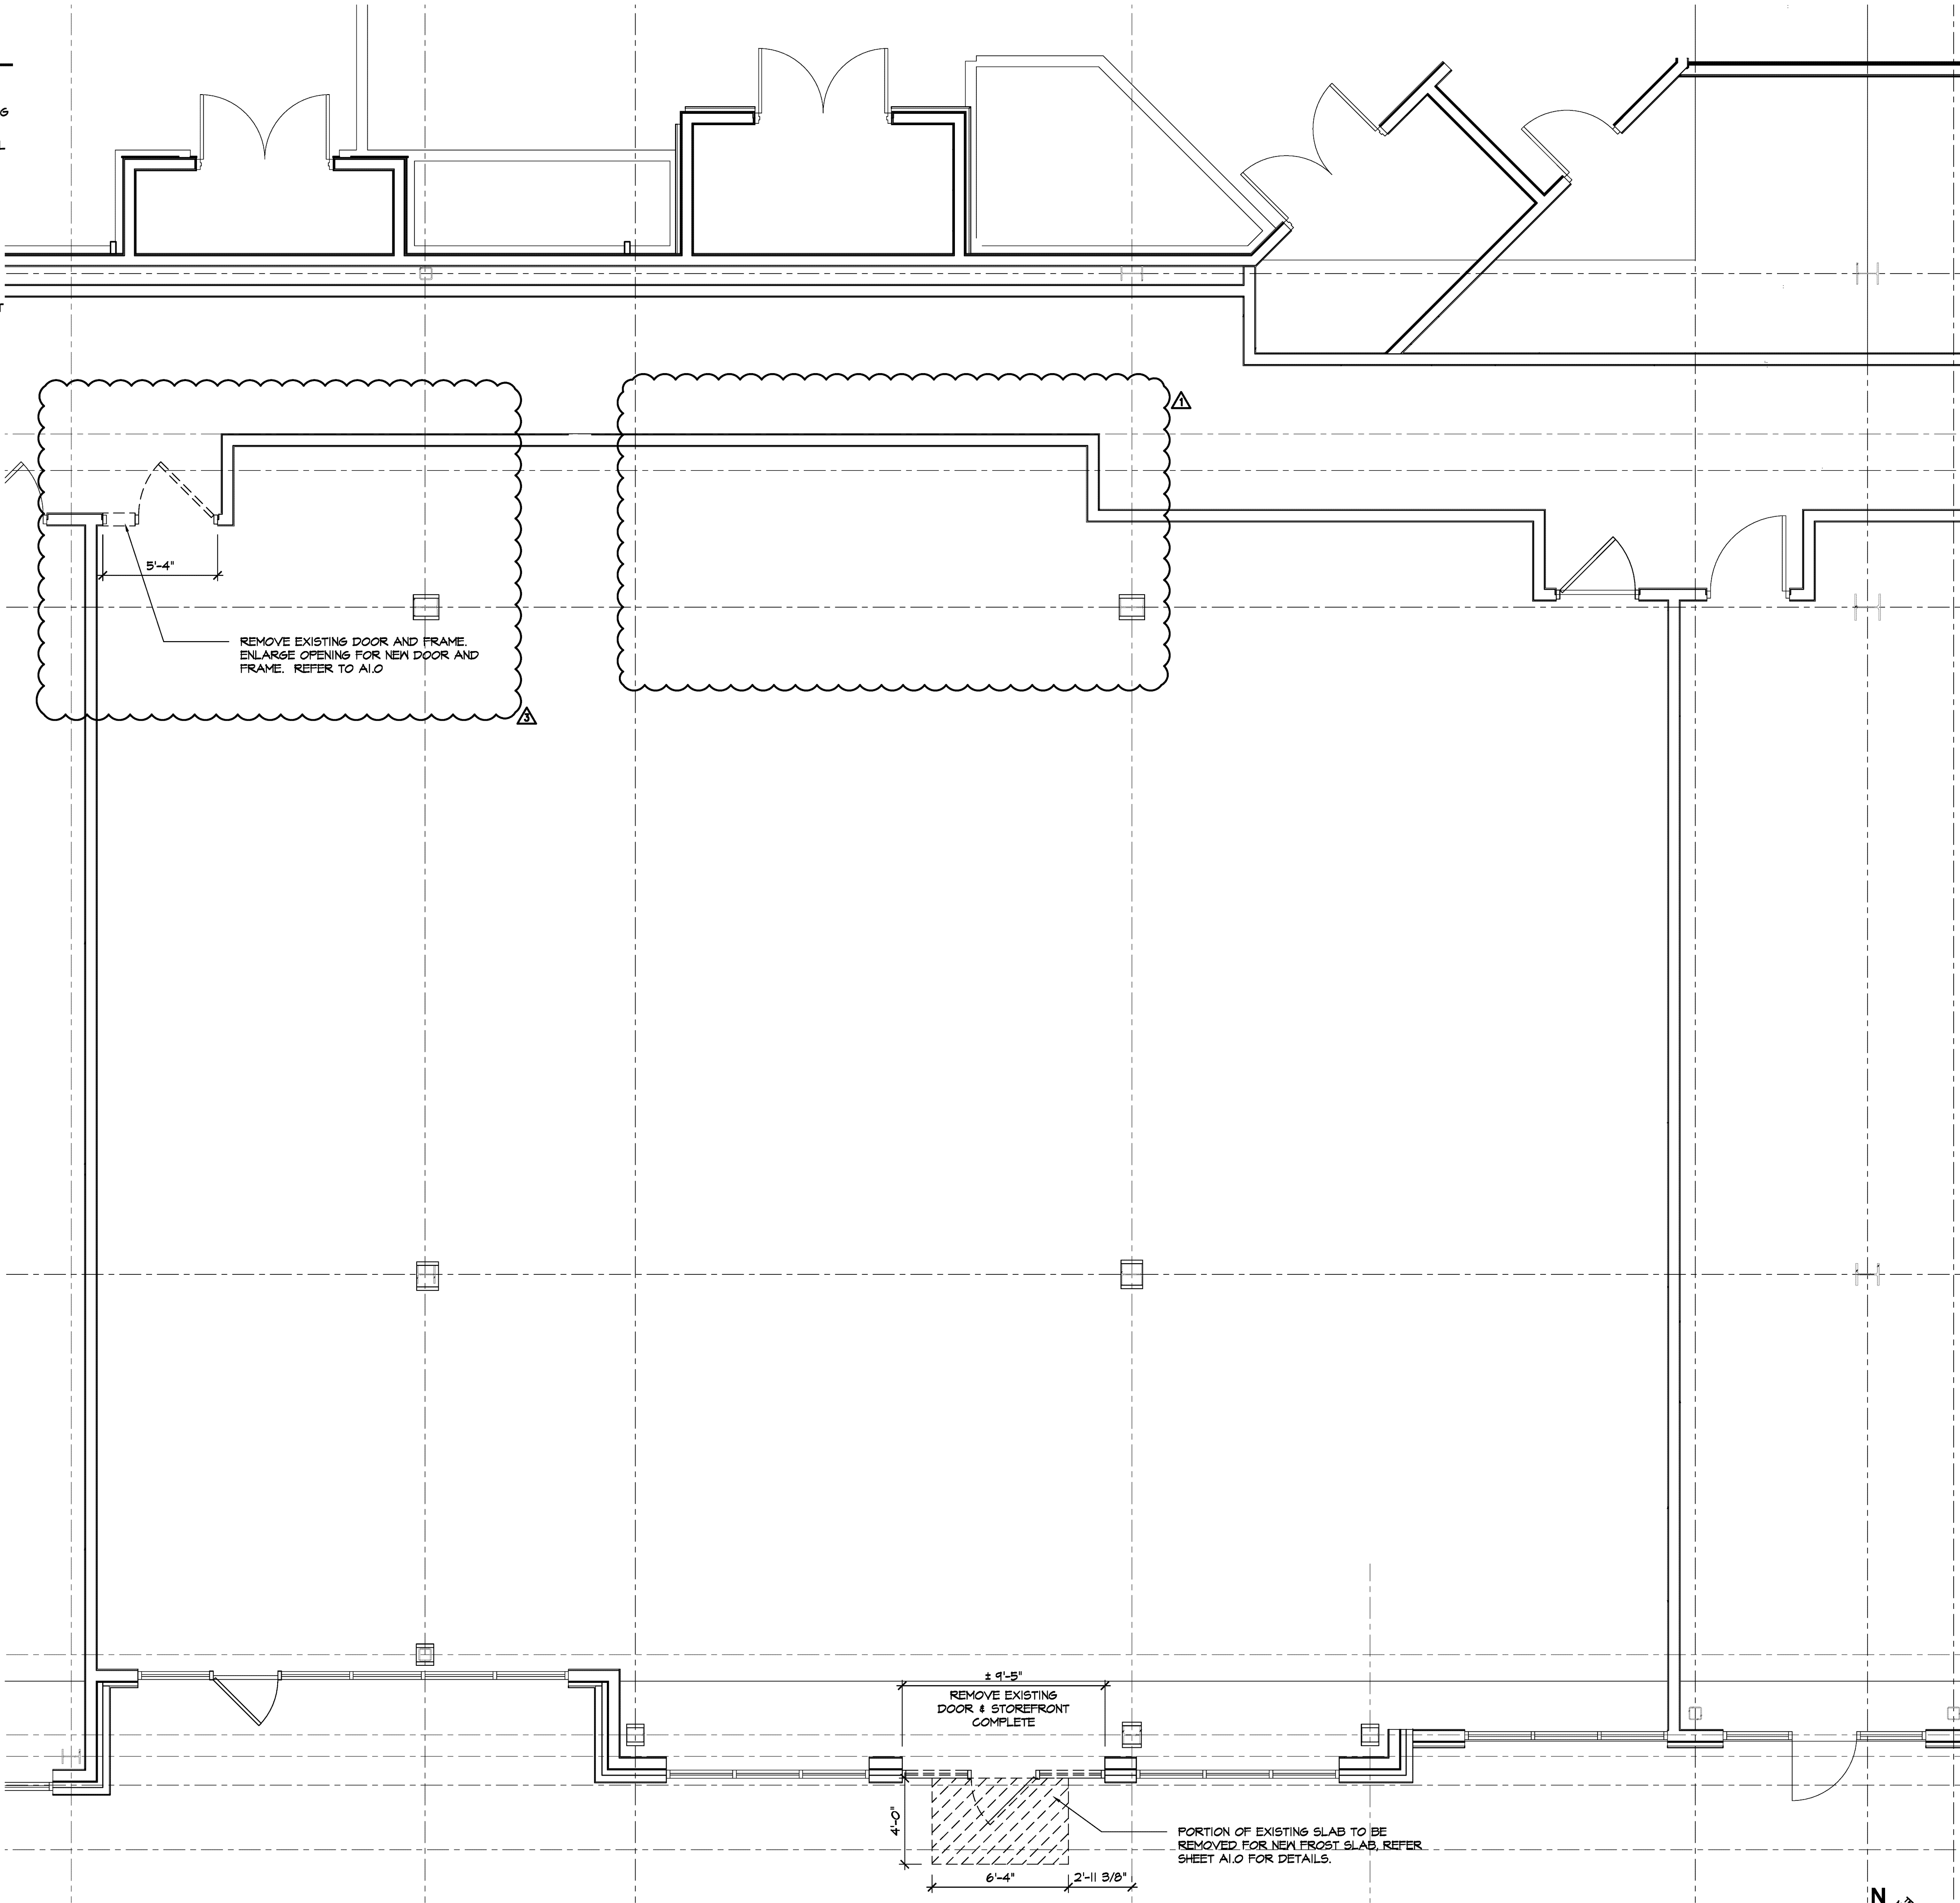 G
L
T
1
5'-4"
REMOVE EXISTING DOOR AND FRAME.
ENLARGE OPENING FOR NEW DOOR AND
FRAME. REFER TO A1.0
3
± 9'-5"
REMOVE EXISTING
DOOR & STOREFRONT
COMPLETE
4'-0"
PORTION OF EXISTING SLAB TO BE
REMOVED FOR NEW FROST SLAB, REFER
SHEET A1.0 FOR DETAILS.
6'-4"
2'-11 3/8"
N